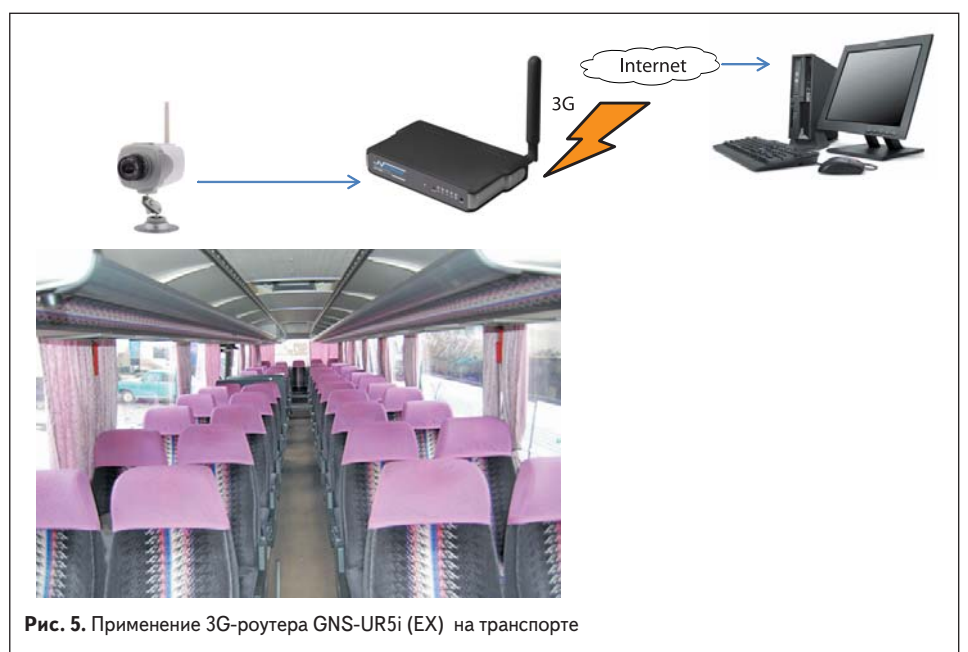 Internet
3G
Рис. 5. Применение 3G-роутера GNS-UR5i (EX) на транспорте